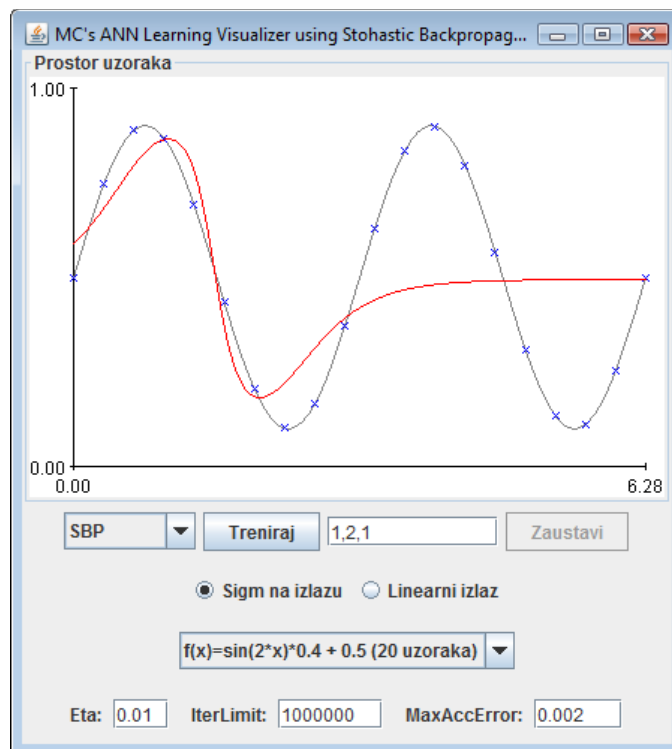 MC's ANN Learning Visualizer using Stohastic Backpropag...
Prostor uzoraka
1.00
0.00
0.00 6.28
SBP Treniraj 1,2,1 Zaustavi
Sigm na izlazu Linearni izlaz
f(x)=sin(2*x)*0.4 + 0.5 (20 uzoraka)
Eta: 0.01 IterLimit: 1000000 MaxAccError: 0.002